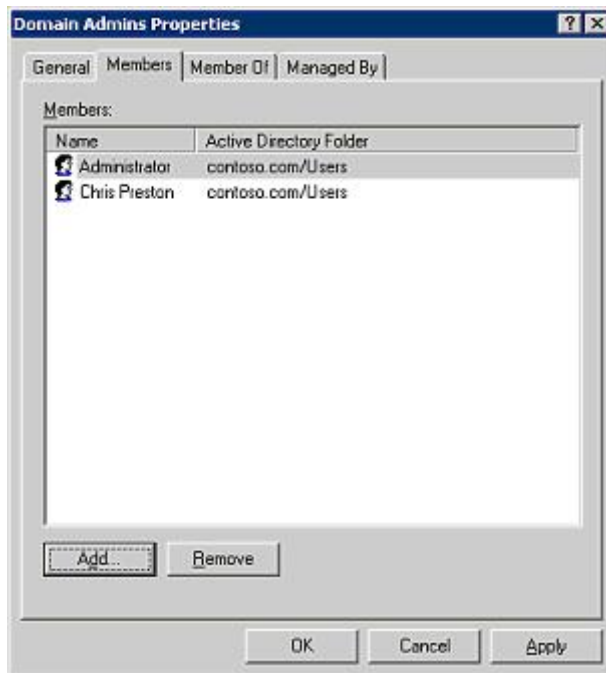 Domain Admins Properties
General Members Member Of Managed By
Members:
Name Active Directory Folder
Administrator contoso.com/Users
Chris Preston contoso.com/Users
Add... Remove
OK Cancel Apply